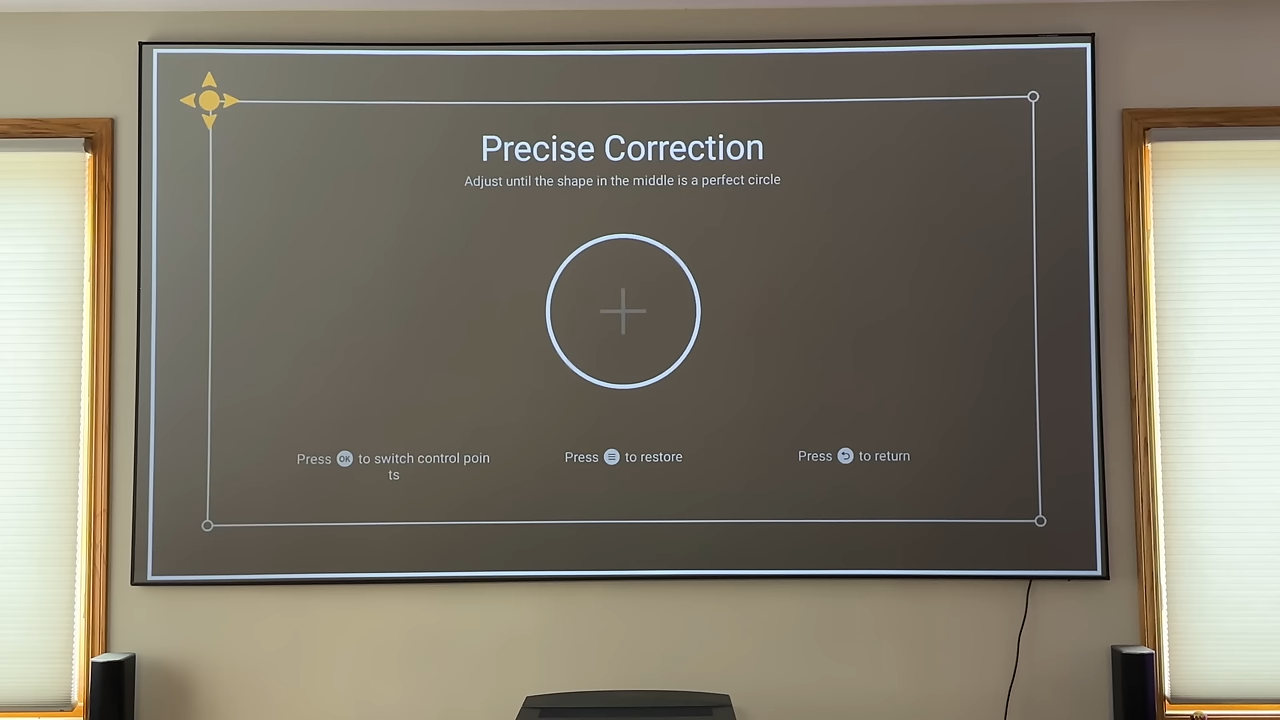 Precise Correction
Adjust until the shape in the middle is a perfect circle
Press OK to switch control poin
ts
Press to restore
Press to return